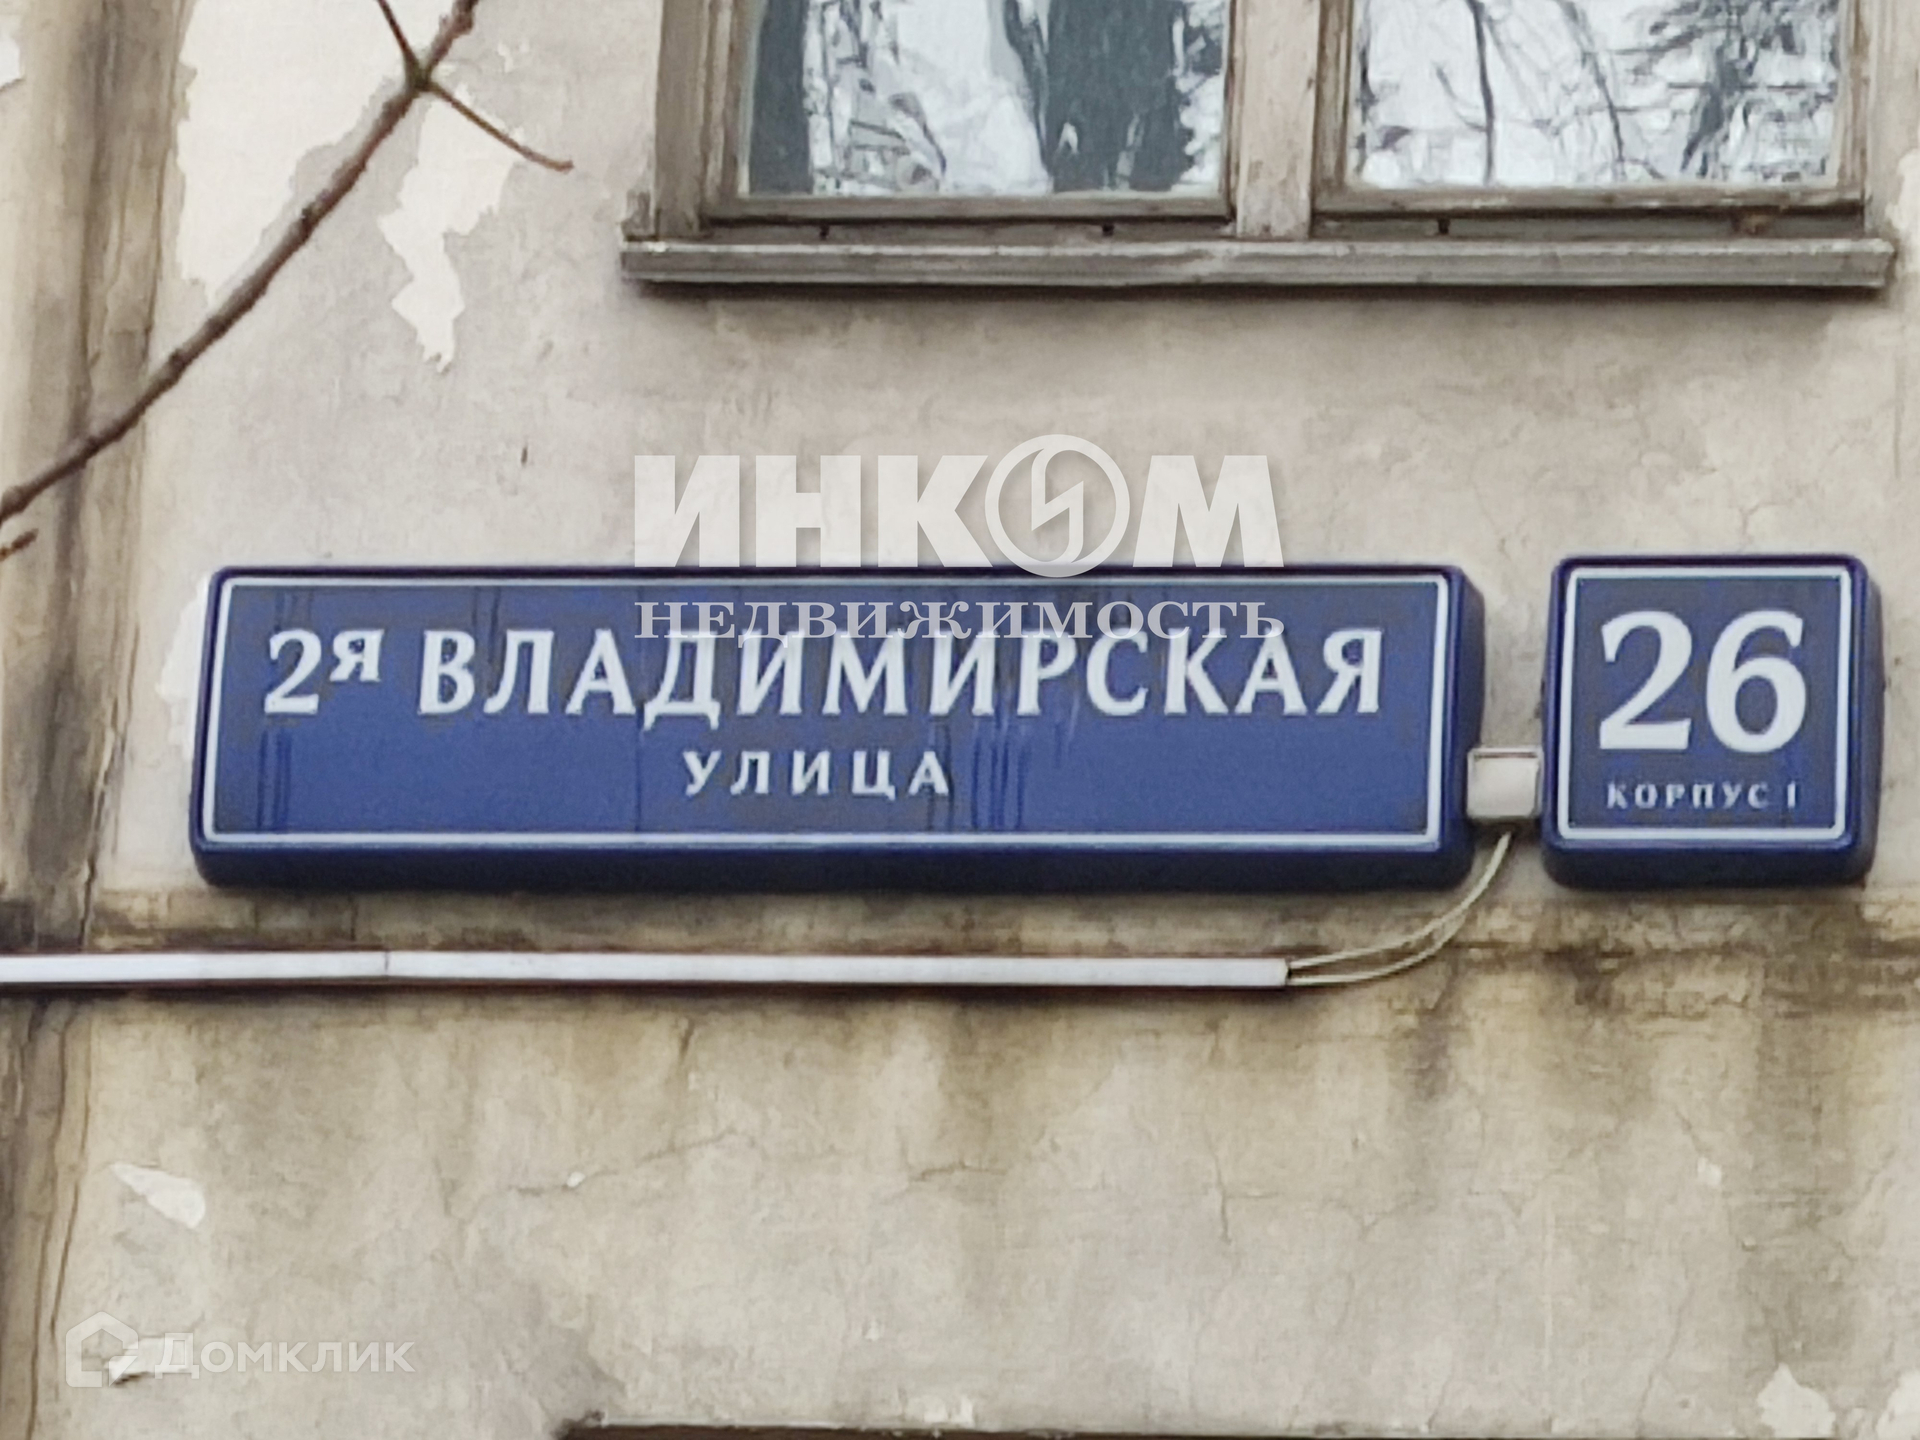 ИНКОМ
НЕДВИЖИМОСТЬ
2Я ВЛАДИМИРСКАЯ
УЛИЦА
26
КОРПУС 1
Домклик